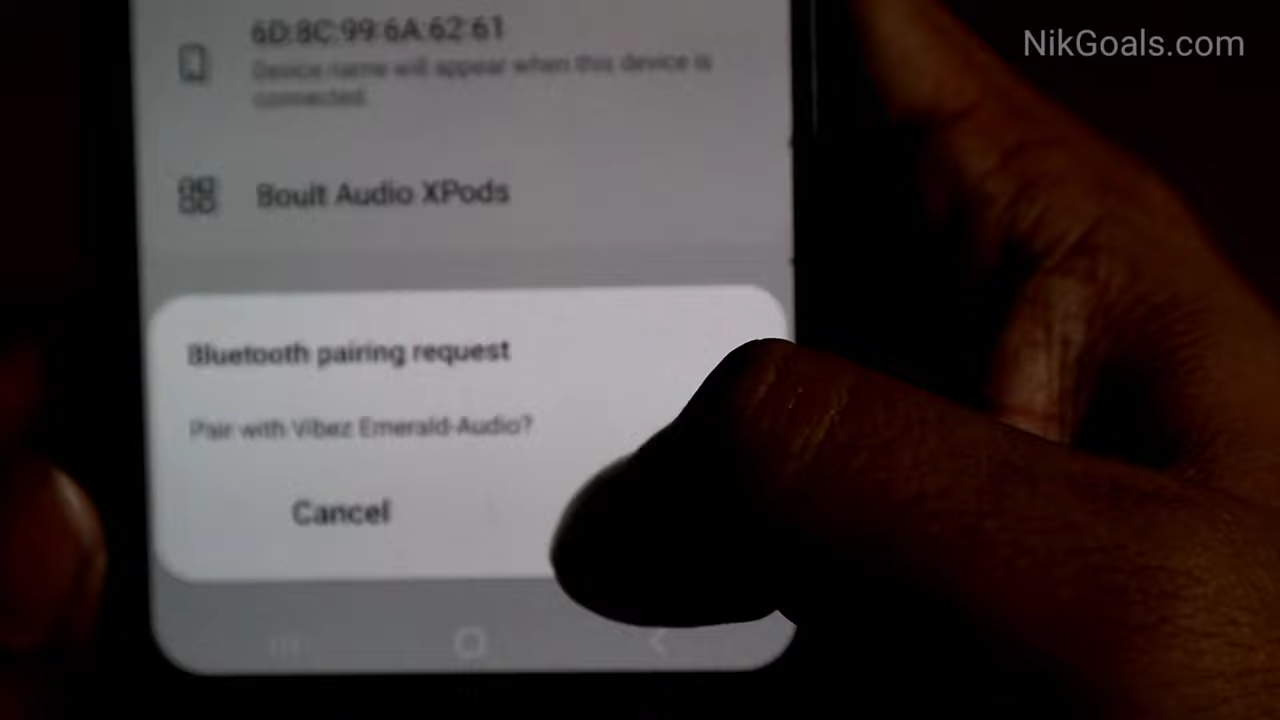 NikGoals.com
6D:8C:99:6A:62:61
Device name will appear when this device is
connected.
Boult Audio XPods
Bluetooth pairing request
Pair with Vibez Emerald-Audio?
Cancel